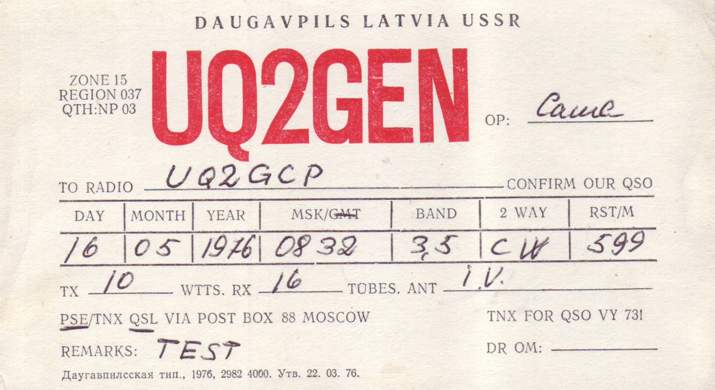 DAUGAVPILS LATVIA USSR
UQ2GEN
ZONE 15
REGION 037
QTH:NP 03
OP: Саша
TO RADIO UQ2GCP CONFIRM OUR QSO
DAY MONTH YEAR MSK/GMT BAND 2 WAY RST/M
16 05 1976 0832 3,5 CW 599
TX 10 WTTS. RX 16 TOBES. ANT i.V.
PSE/TNX QSL VIA POST BOX 88 MOSCOW TNX FOR QSO VY 73!
REMARKS: TEST DR OM:
Даугавпилсская тип., 1976, 2982 4000. Утв. 22. 03. 76.